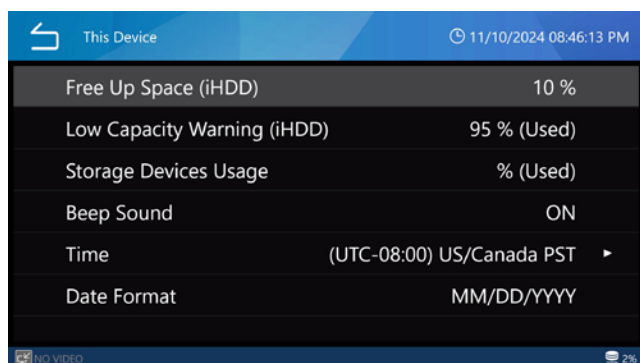 This Device 11/10/2024 08:46:13 PM
Free Up Space (iHDD) 10 %
Low Capacity Warning (iHDD) 95 % (Used)
Storage Devices Usage % (Used)
Beep Sound ON
Time (UTC-08:00) US/Canada PST ►
Date Format MM/DD/YYYY
NO VIDEO 2%